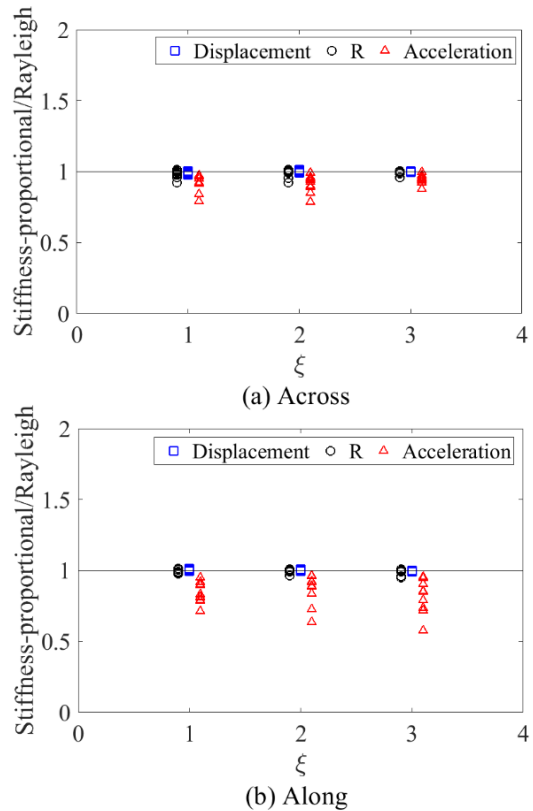 2
Displacement R Acceleration
1.5
1
0.5
0
0 1 2 3 4
Stiffness-proportional/Rayleigh
ξ
(a) Across
2
Displacement R Acceleration
1.5
1
0.5
0
0 1 2 3 4
Stiffness-proportional/Rayleigh
ξ
(b) Along